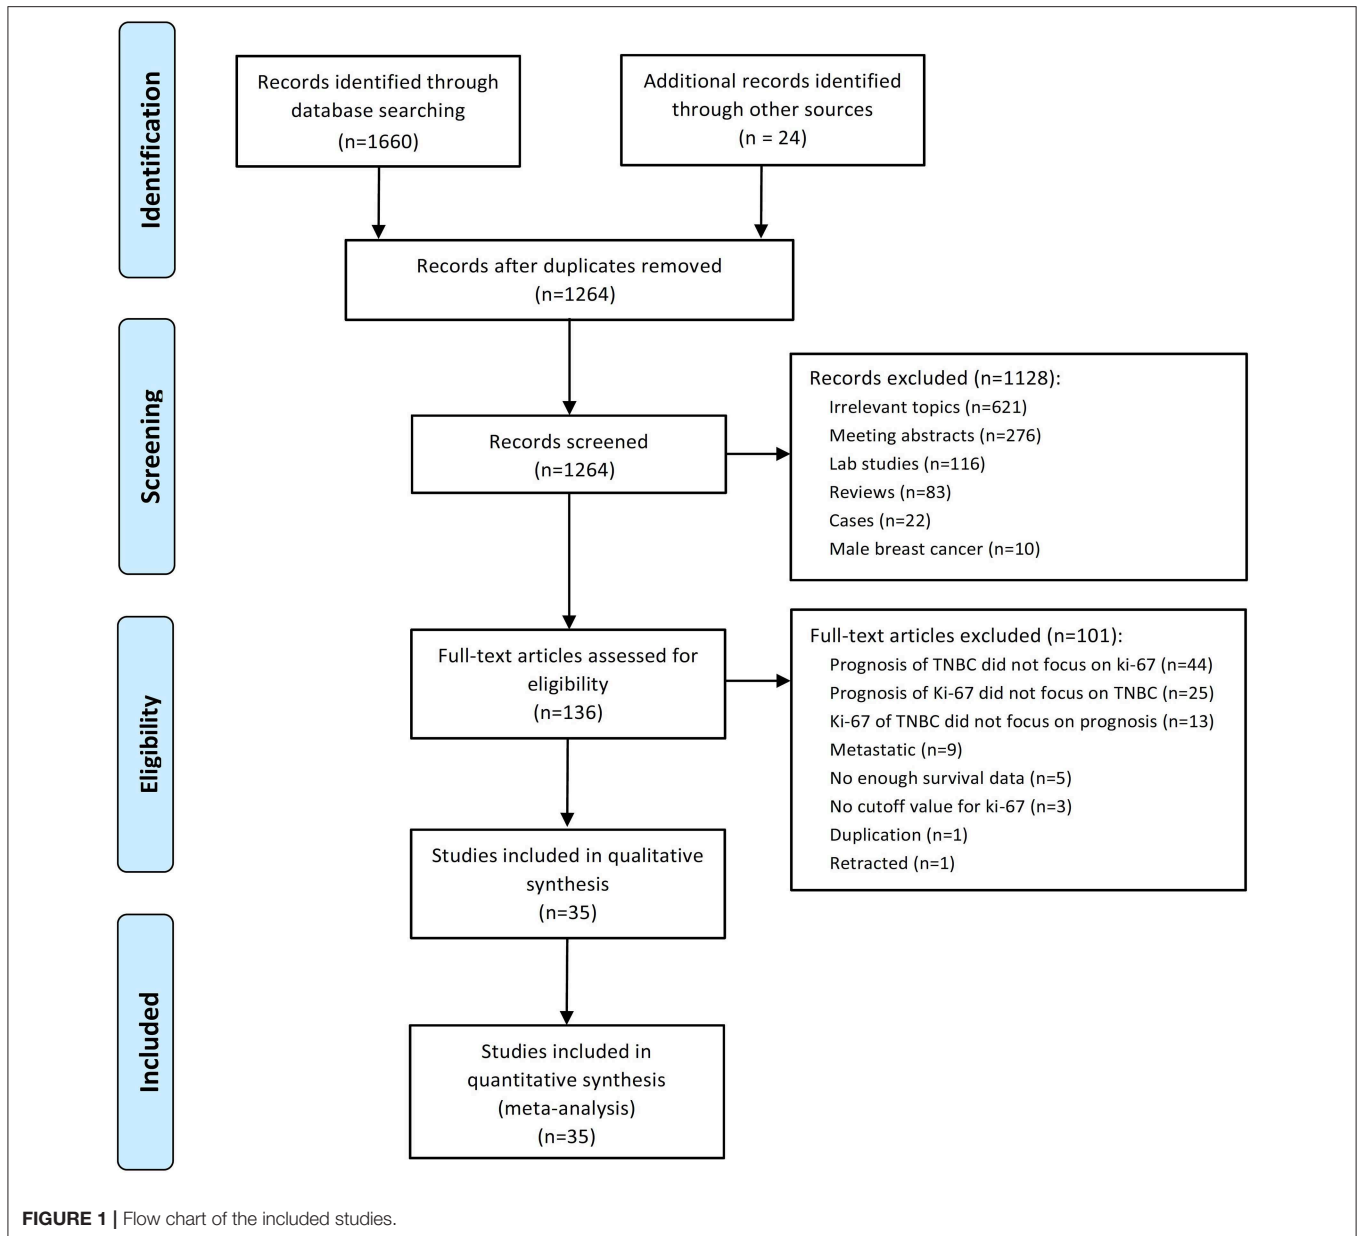 Identification
Records identified through
database searching
(n=1660)
Additional records identified
through other sources
(n = 24)
Records after duplicates removed
(n=1264)
Screening
Records screened
(n=1264)
Records excluded (n=1128):
Irrelevant topics (n=621)
Meeting abstracts (n=276)
Lab studies (n=116)
Reviews (n=83)
Cases (n=22)
Male breast cancer (n=10)
Eligibility
Full-text articles assessed for
eligibility
(n=136)
Full-text articles excluded (n=101):
Prognosis of TNBC did not focus on ki-67 (n=44)
Prognosis of Ki-67 did not focus on TNBC (n=25)
Ki-67 of TNBC did not focus on prognosis (n=13)
Metastatic (n=9)
No enough survival data (n=5)
No cutoff value for ki-67 (n=3)
Duplication (n=1)
Retracted (n=1)
Studies included in qualitative
synthesis
(n=35)
Included
Studies included in
quantitative synthesis
(meta-analysis)
(n=35)
FIGURE 1 | Flow chart of the included studies.